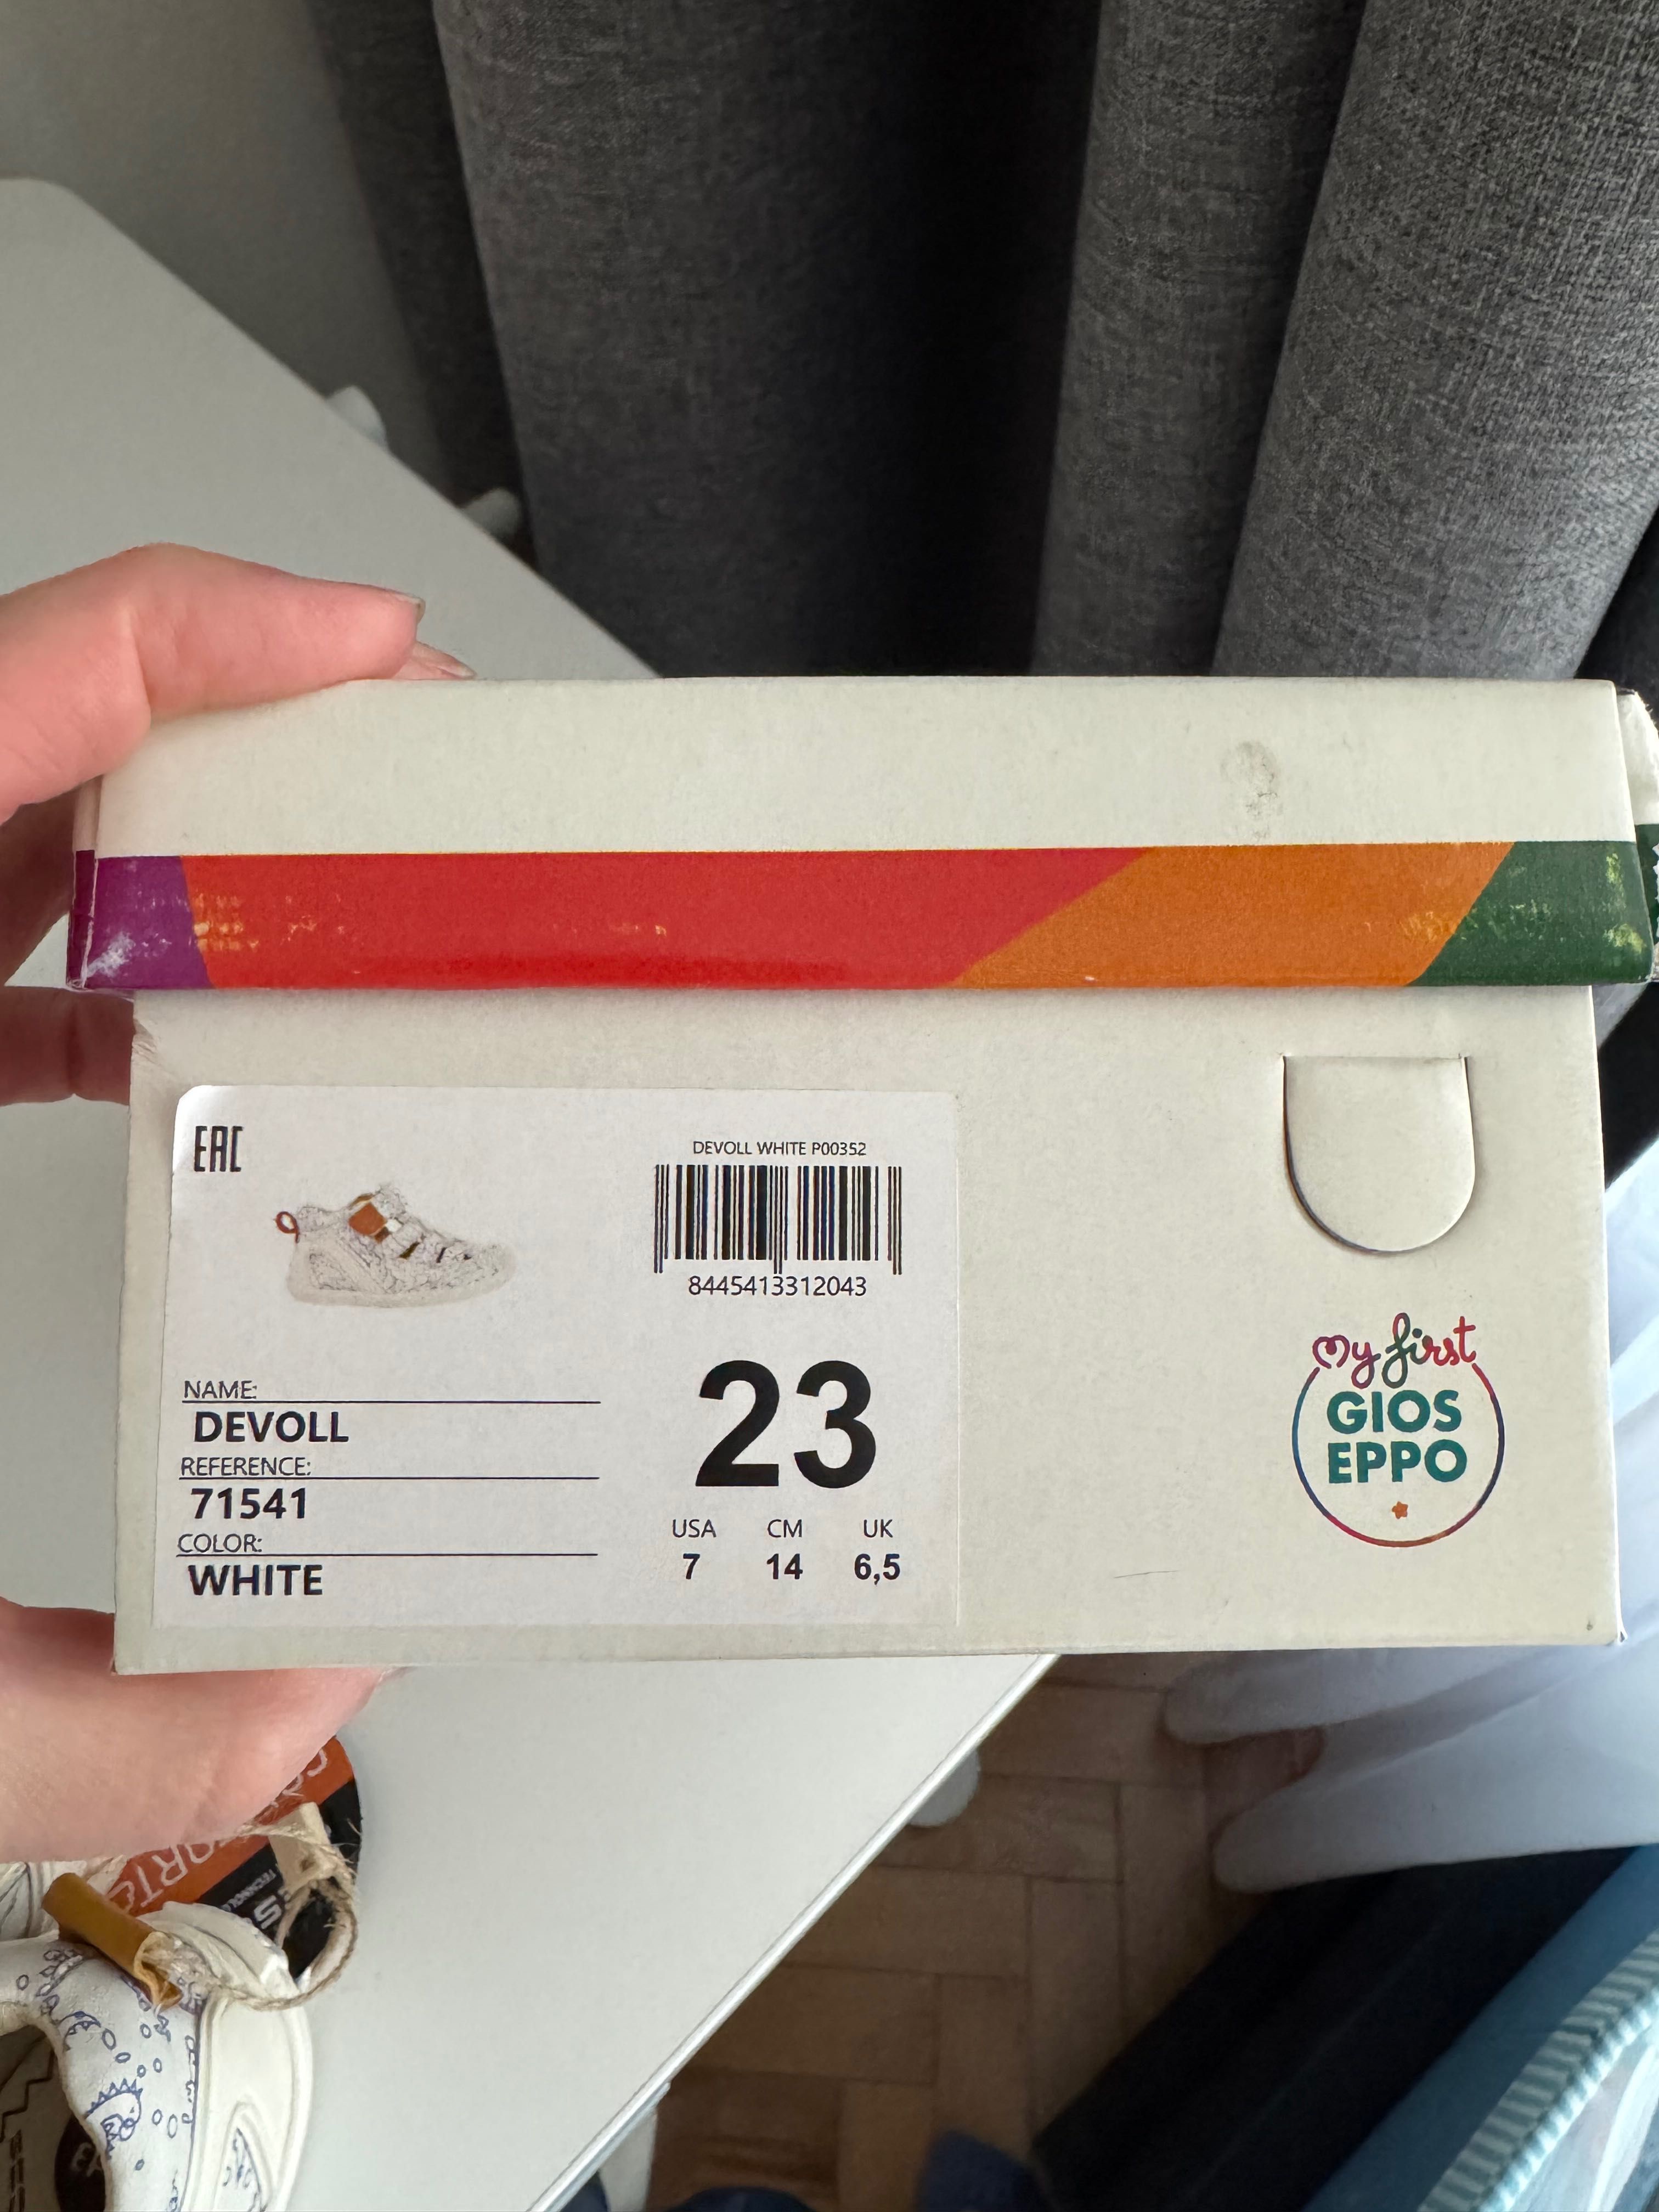 EAC
DEVOLL WHITE P00352
8445413312043
NAME:
DEVOLL
REFERENCE:
71541
COLOR:
WHITE
23
USA CM UK
7 14 6,5
my first
GIOS
EPPO